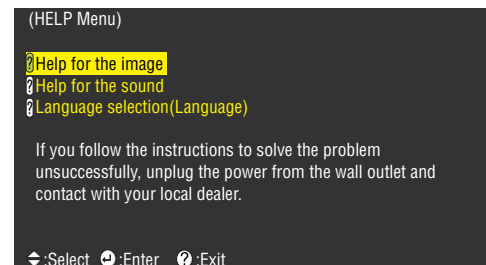 (HELP Menu)
?Help for the image
?Help for the sound
?Language selection(Language)
If you follow the instructions to solve the problem
unsuccessfully, unplug the power from the wall outlet and
contact with your local dealer.
:Select :Enter ?:Exit